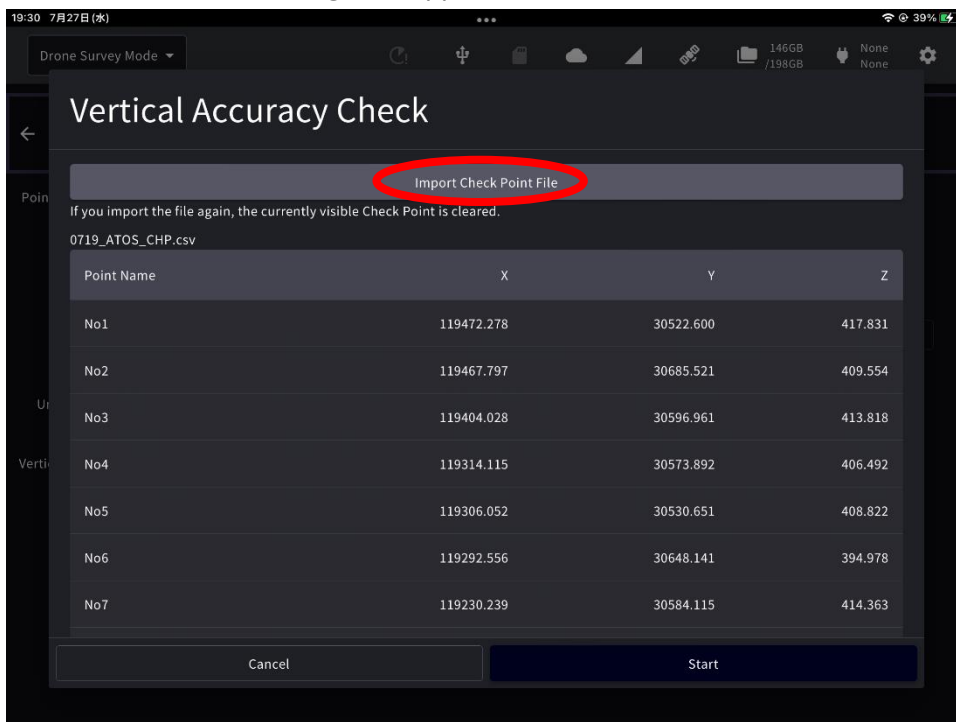 19:30 7月27日(水) 39%
Drone Survey Mode 146GB /198GB None None
Vertical Accuracy Check
Import Check Point File
Poin
If you import the file again, the currently visible Check Point is cleared.
0719_ATOS_CHP.csv
Point Name X Y Z
No1 119472.278 30522.600 417.831
No2 119467.797 30685.521 409.554
Un
No3 119404.028 30596.961 413.818
Verti
No4 119314.115 30573.892 406.492
No5 119306.052 30530.651 408.822
No6 119292.556 30648.141 394.978
No7 119230.239 30584.115 414.363
Cancel Start